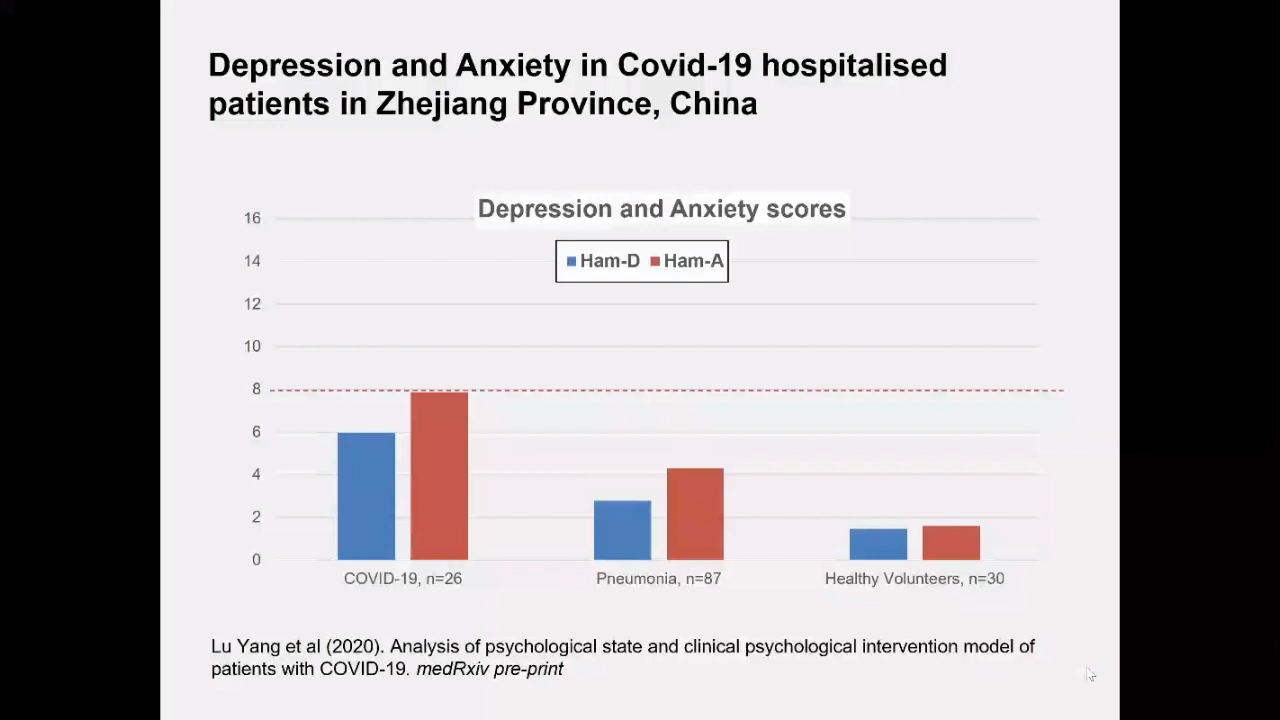 Depression and Anxiety in Covid-19 hospitalised
patients in Zhejiang Province, China
Depression and Anxiety scores
Ham-D Ham-A
16
14
12
10
8
6
4
2
0
COVID-19, n=26 Pneumonia, n=87 Healthy Volunteers, n=30
Lu Yang et al (2020). Analysis of psychological state and clinical psychological intervention model of
patients with COVID-19. medRxiv pre-print